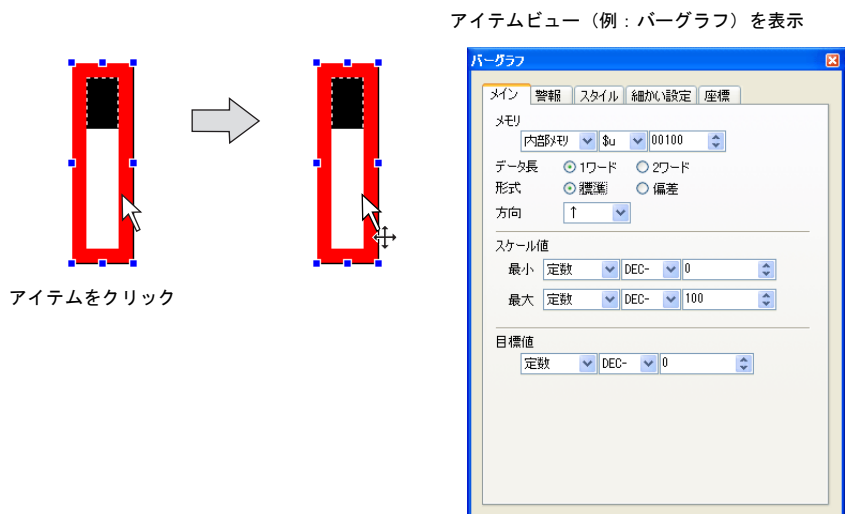 アイテムビュー（例：バーグラフ）を表示
バーグラフ
メイン 警報 スタイル 細かい設定 座標
メモリ
内部メモリ $u 00100
データ長 1ワード 2ワード
形式 標準 偏差
方向 ↑
スケール値
最小 定数 DEC- 0
最大 定数 DEC- 100
アイテムをクリック
目標値
定数 DEC- 0